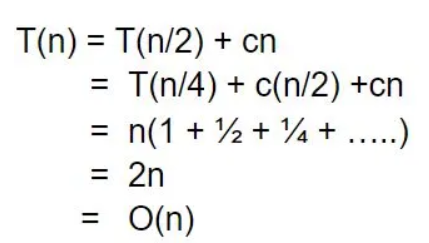 T(n) = T(n/2) + cn
= T(n/4) + c(n/2) +cn
= n(1 + ½ + ¼ + …..)
= 2n
= O(n)